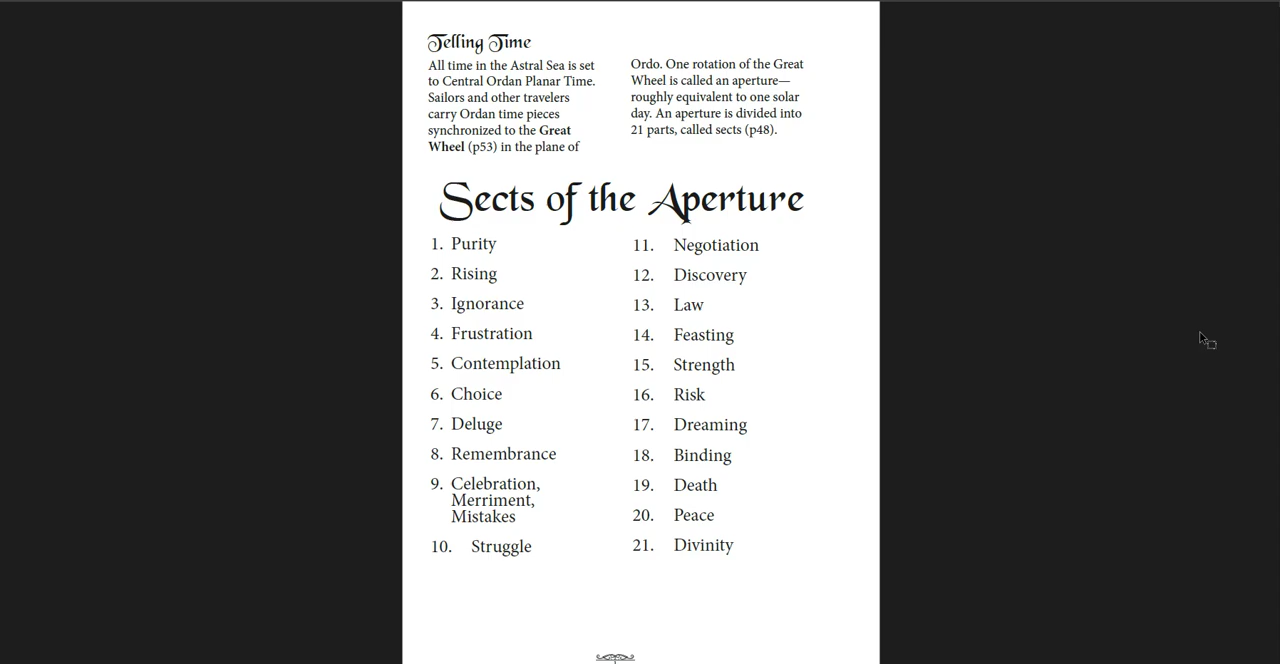 Telling Time
All time in the Astral Sea is set
to Central Ordan Planar Time.
Sailors and other travelers
carry Ordan time pieces
synchronized to the Great
Wheel (p53) in the plane of
Ordo. One rotation of the Great
Wheel is called an aperture—
roughly equivalent to one solar
day. An aperture is divided into
21 parts, called sects (p48).
Sects of the Aperture
1. Purity
2. Rising
3. Ignorance
4. Frustration
5. Contemplation
6. Choice
7. Deluge
8. Remembrance
9. Celebration,
Merriment,
Mistakes
10. Struggle
11. Negotiation
12. Discovery
13. Law
14. Feasting
15. Strength
16. Risk
17. Dreaming
18. Binding
19. Death
20. Peace
21. Divinity